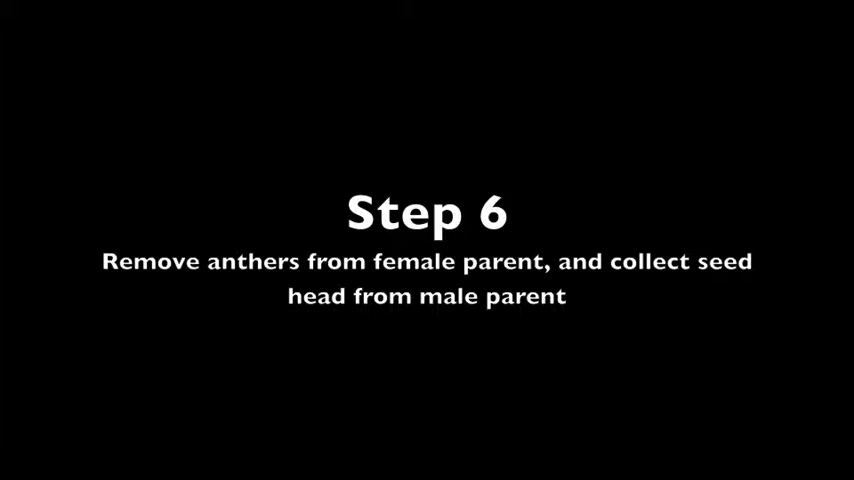 Step 6
Remove anthers from female parent, and collect seed
head from male parent